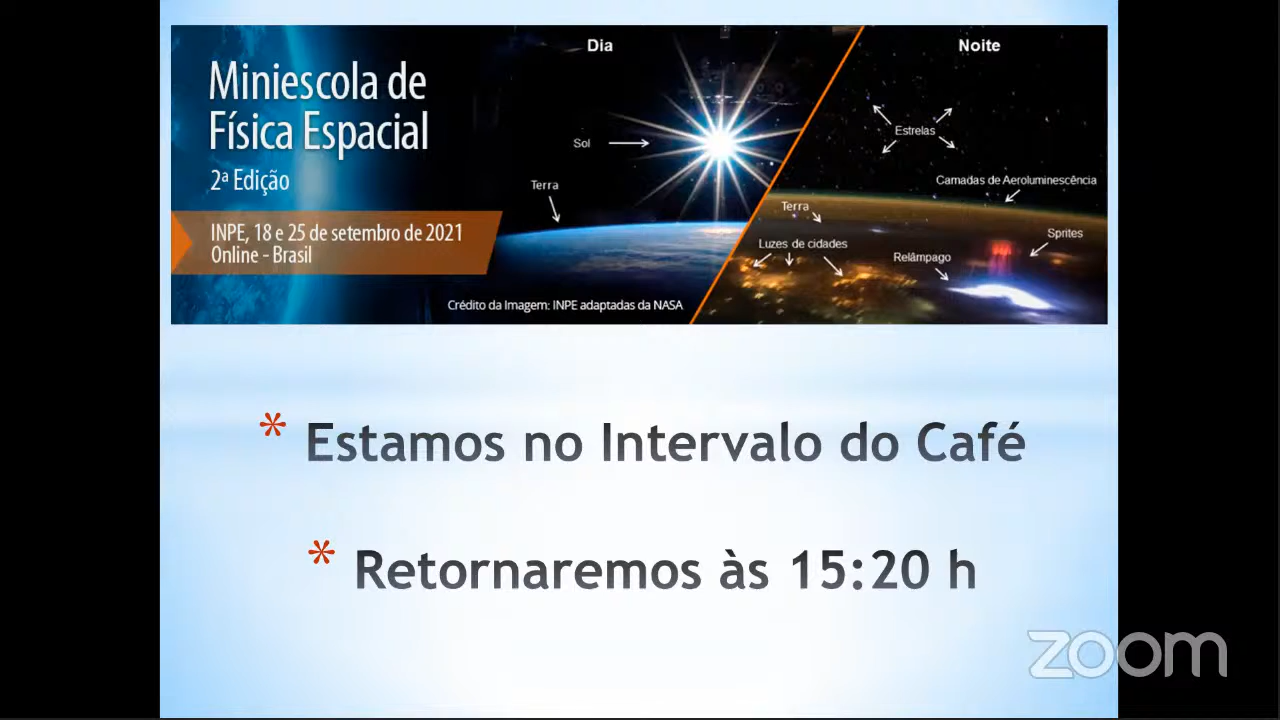 Miniescola de
Física Espacial
2ª Edição
INPE, 18 e 25 de setembro de 2021
Online - Brasil
Dia
Sol
Terra
Crédito da Imagem: INPE adaptadas da NASA
Noite
Estrelas
Camadas de Aeroluminescência
Terra
Sprites
Luzes de cidades
Relâmpago
* Estamos no Intervalo do Café
* Retornaremos às 15:20 h
zoom